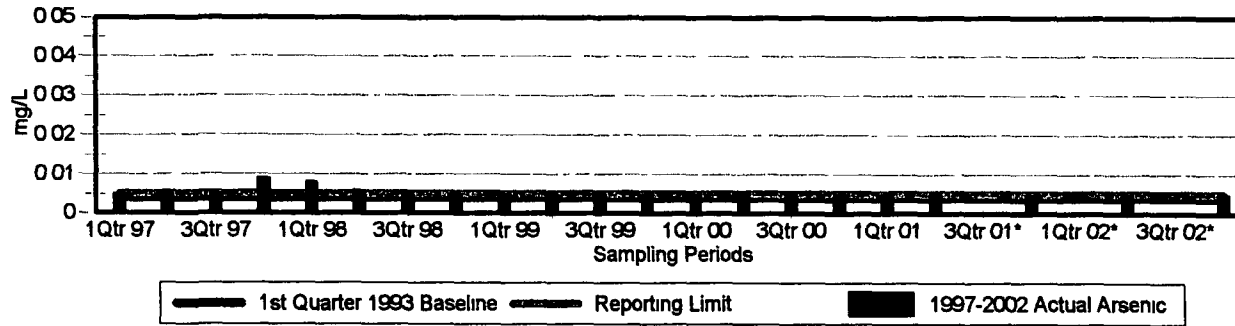 0 05
0 04
0 03
0 02
0 01
0
mg/L
1Qtr 97 3Qtr 97 1Qtr 98 3Qtr 98 1Qtr 99 3Qtr 99 1Qtr 00 3Qtr 00 1Qtr 01 3Qtr 01* 1Qtr 02* 3Qtr 02*
Sampling Periods
1st Quarter 1993 Baseline Reporting Limit 1997-2002 Actual Arsenic